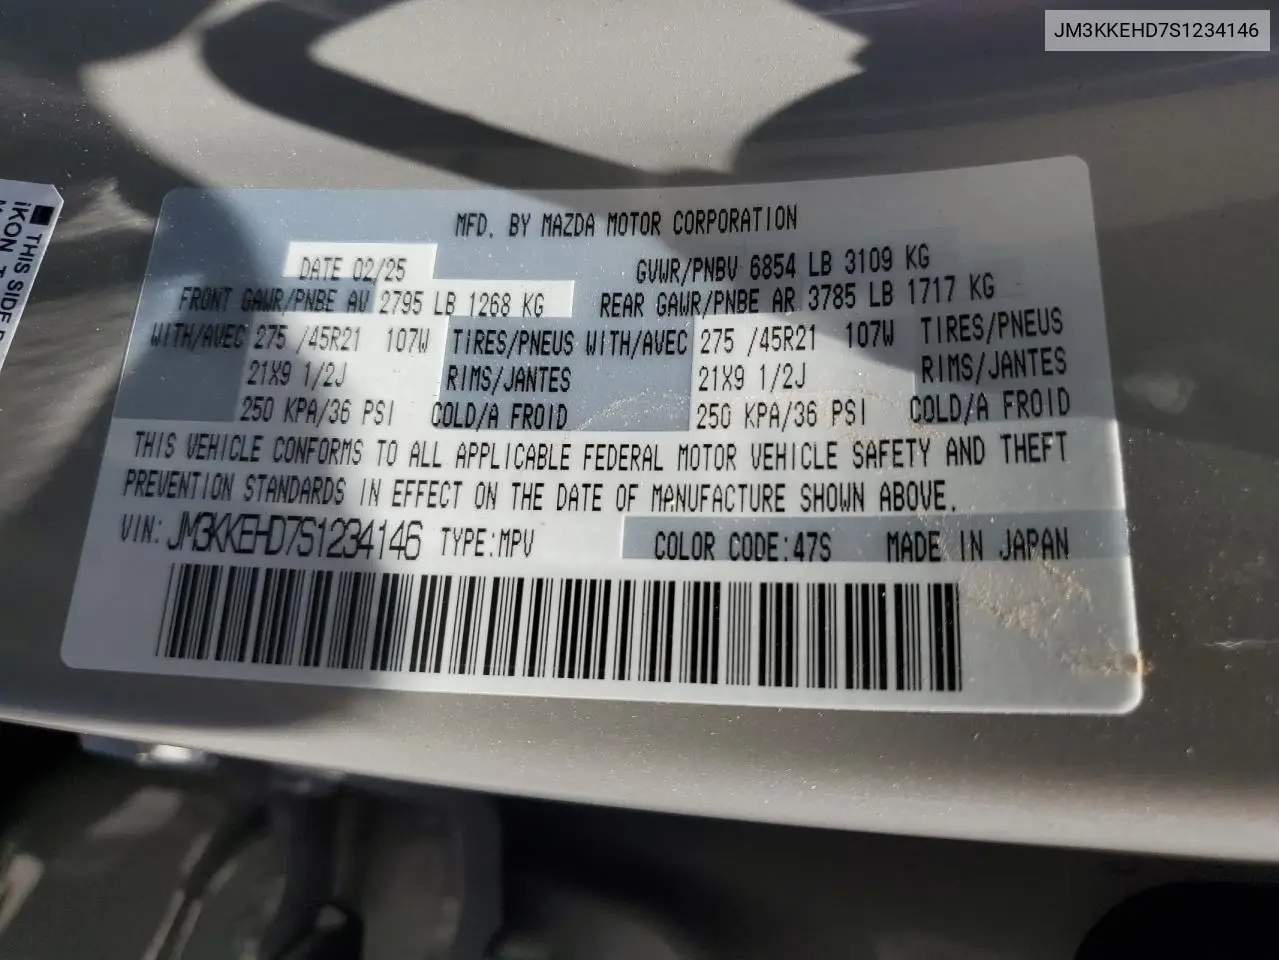 JM3KKEHD7S1234146
MFD. BY MAZDA MOTOR CORPORATION
DATE 02/25 GVWR/PNBV 6854 LB 3109 KG
FRONT GAWR/PNBE AV 2795 LB 1268 KG REAR GAWR/PNBE AR 3785 LB 1717 KG
WITH/AVEC 275 /45R21 107W TIRES/PNEUS WITH/AVEC 275 /45R21 107W TIRES/PNEUS
21X9 1/2J RIMS/JANTES 21X9 1/2J RIMS/JANTES
250 KPA/36 PSI COLD/A FROID 250 KPA/36 PSI COLD/A FROID
THIS VEHICLE CONFORMS TO ALL APPLICABLE FEDERAL MOTOR VEHICLE SAFETY AND THEFT
PREVENTION STANDARDS IN EFFECT ON THE DATE OF MANUFACTURE SHOWN ABOVE.
VIN: JM3KKEHD7S1234146 TYPE:MPV COLOR CODE:47S MADE IN JAPAN
THIS SIDE
iKON